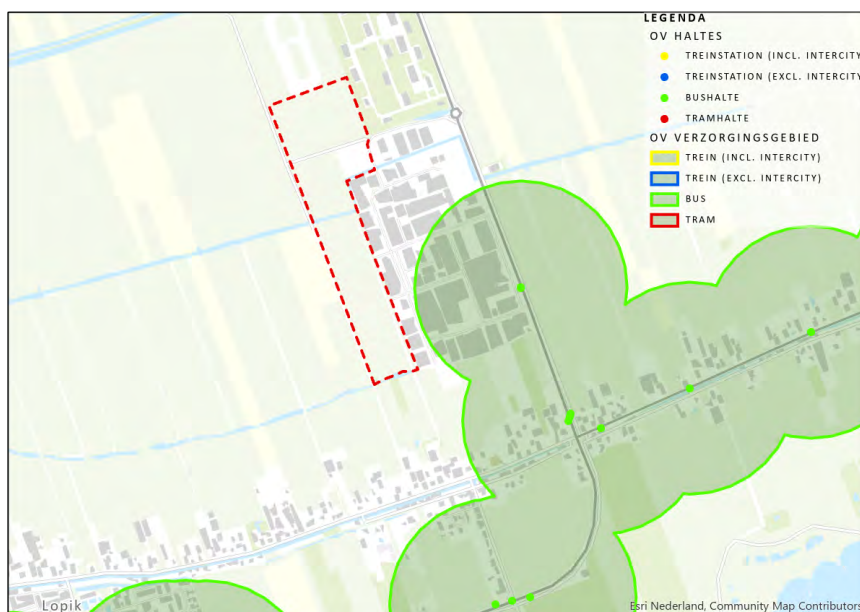 LEGENDA
OV HALTES
TREINSTATION (INCL. INTERCITY
TREINSTATION (EXCL. INTERCITY
BUSHALTE
TRAMHALTE
OV VERZORGINGSGEBIED
TREIN (INCL. INTERCITY)
TREIN (EXCL. INTERCITY)
BUS
TRAM
Lopik
Esri Nederland, Community Map Contributors